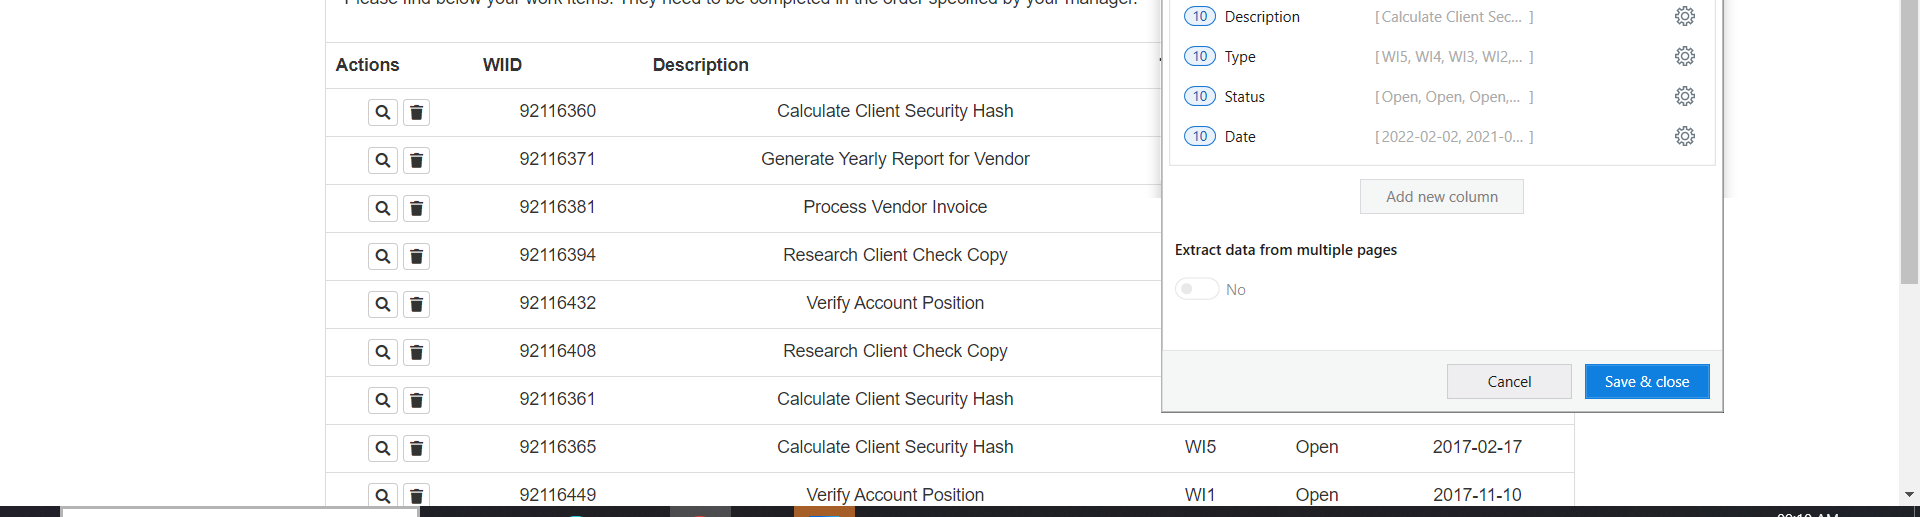 Please find below your work items. They need to be completed in the order specified by your manager.
Actions WIID Description
92116360 Calculate Client Security Hash
92116371 Generate Yearly Report for Vendor
92116381 Process Vendor Invoice
92116394 Research Client Check Copy
92116432 Verify Account Position
92116408 Research Client Check Copy
92116361 Calculate Client Security Hash
92116365 Calculate Client Security Hash WI5 Open 2017-02-17
92116449 Verify Account Position WI1 Open 2017-11-10
10 Description [Calculate Client Sec... ]
10 Type [WI5, WI4, WI3, WI2,... ]
10 Status [Open, Open, Open,... ]
10 Date [2022-02-02, 2021-0... ]
Add new column
Extract data from multiple pages
No
Cancel Save & close